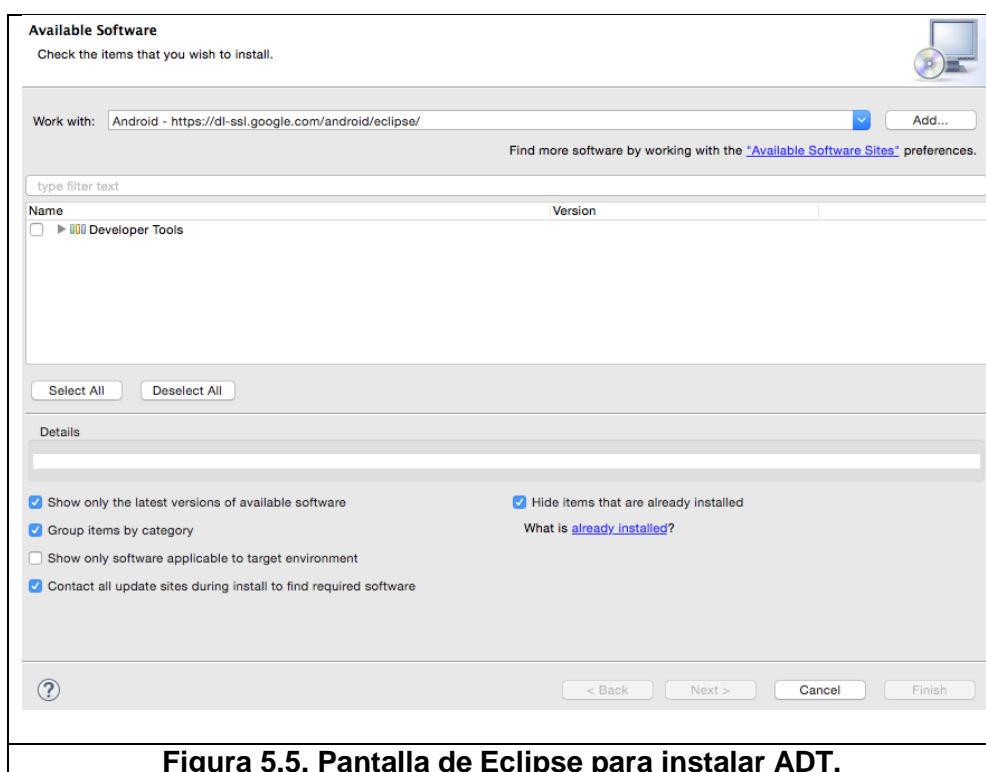 Available Software
Check the items that you wish to install.
Work with: Android - https://dl-ssl.google.com/android/eclipse/ Add...
Find more software by working with the "Available Software Sites" preferences.
type filter text
Name Version
Developer Tools
Select All Deselect All
Details
Show only the latest versions of available software Hide items that are already installed
Group items by category What is already installed?
Show only software applicable to target environment
Contact all update sites during install to find required software
? < Back Next > Cancel Finish
Figura 5.5. Pantalla de Eclipse para instalar ADT.